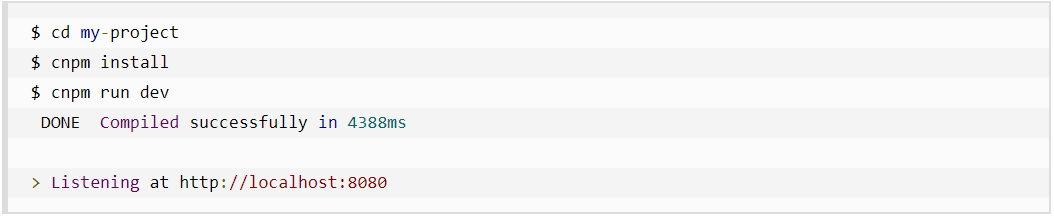 $ cd my-project
$ cnpm install
$ cnpm run dev
DONE  Compiled successfully in 4388ms
> Listening at http://localhost:8080